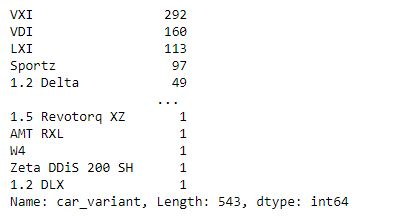 VXI 292
VDI 160
LXI 113
Sportz 97
1.2 Delta 49
...
1.5 Revotorq XZ 1
AMT RXL 1
W4 1
Zeta DDiS 200 SH 1
1.2 DLX 1
Name: car_variant, Length: 543, dtype: int64